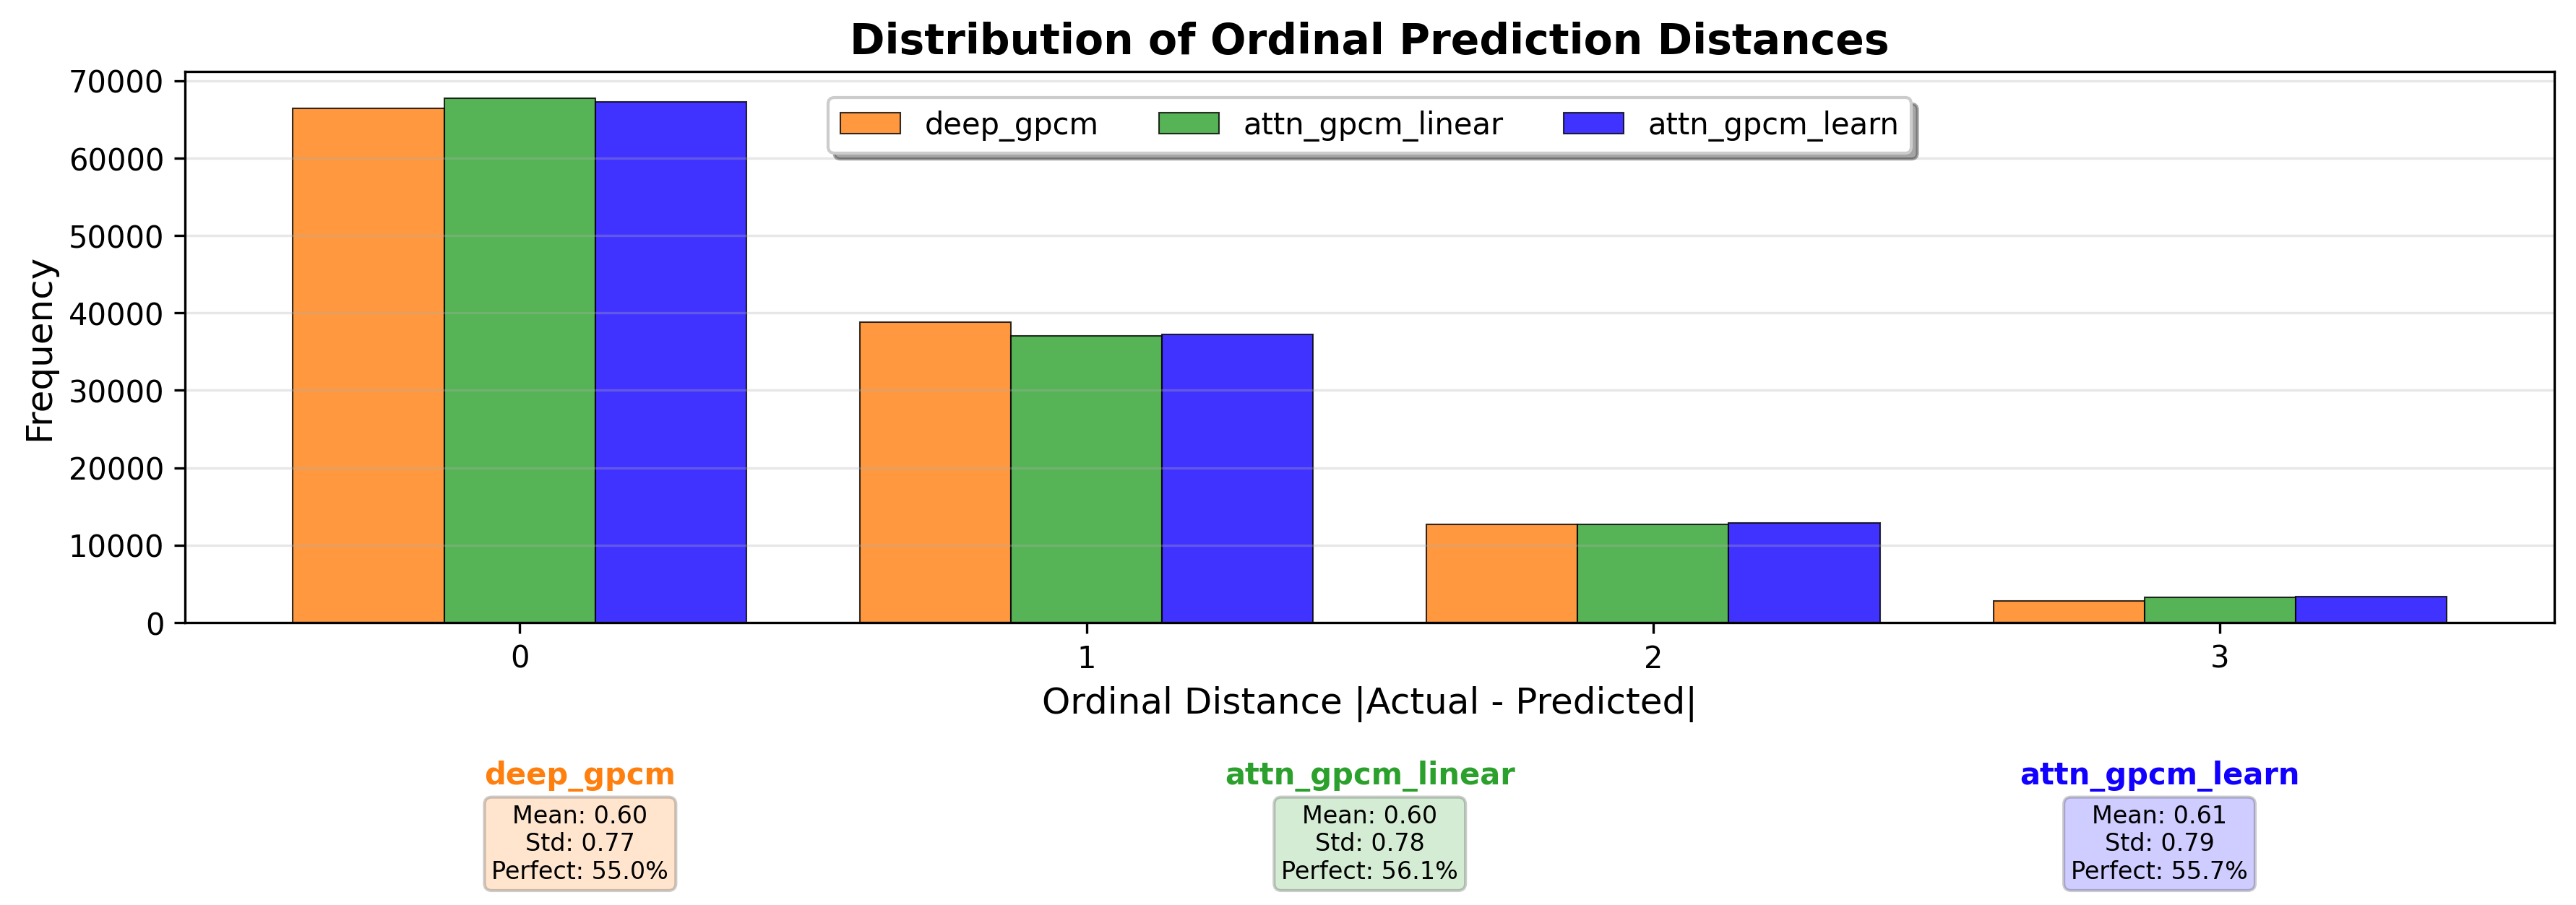 Distribution of Ordinal Prediction Distances
70000
60000
50000
40000
30000
20000
10000
0
Frequency
deep_gpcm
attn_gpcm_linear
attn_gpcm_learn
0
1
2
3
Ordinal Distance |Actual - Predicted|
deep_gpcm
Mean: 0.60
Std: 0.77
Perfect: 55.0%
attn_gpcm_linear
Mean: 0.60
Std: 0.78
Perfect: 56.1%
attn_gpcm_learn
Mean: 0.61
Std: 0.79
Perfect: 55.7%